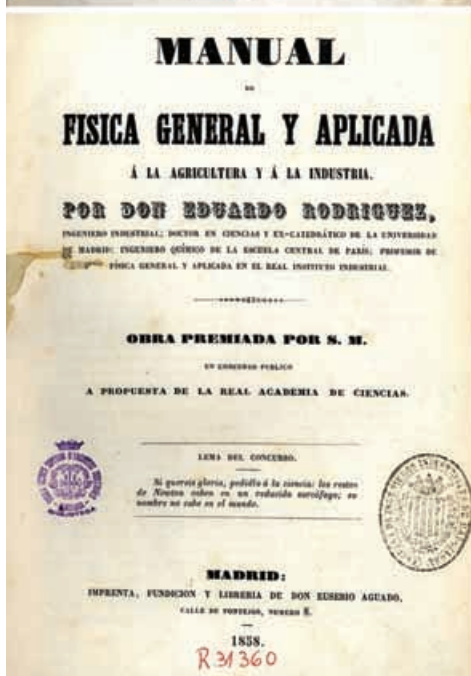 MANUAL
DE
FISICA GENERAL Y APLICADA
Á LA AGRICULTURA Y Á LA INDUSTRIA.
POR DON EDUARDO RODRIGUEZ,
INGENIERO INDUSTRIAL; DOCTOR EN CIENCIAS Y EX-CATEDRÁTICO DE LA UNIVERSIDAD
DE MADRID; INGENIERO QUÍMICO DE LA ESCUELA CENTRAL DE PARÍS; PROFESOR DE
FÍSICA GENERAL Y APLICADA EN EL REAL INSTITUTO INDUSTRIAL.
OBRA PREMIADA POR S. M.
EN CONCURSO PUBLICO
A PROPUESTA DE LA REAL ACADEMIA DE CIENCIAS.
LEMA DEL CONCURSO.
Si quereis gloria, pedidla á la ciencia: los restos
de Newton caben en un reducido sarcófago; su
nombre no cabe en el mundo.
MADRID:
IMPRENTA, FUNDICION Y LIBRERIA DE DON EUSEBIO AGUADO,
CALLE DE PONTEJOS, NUMERO 8.
1858.
R 31360